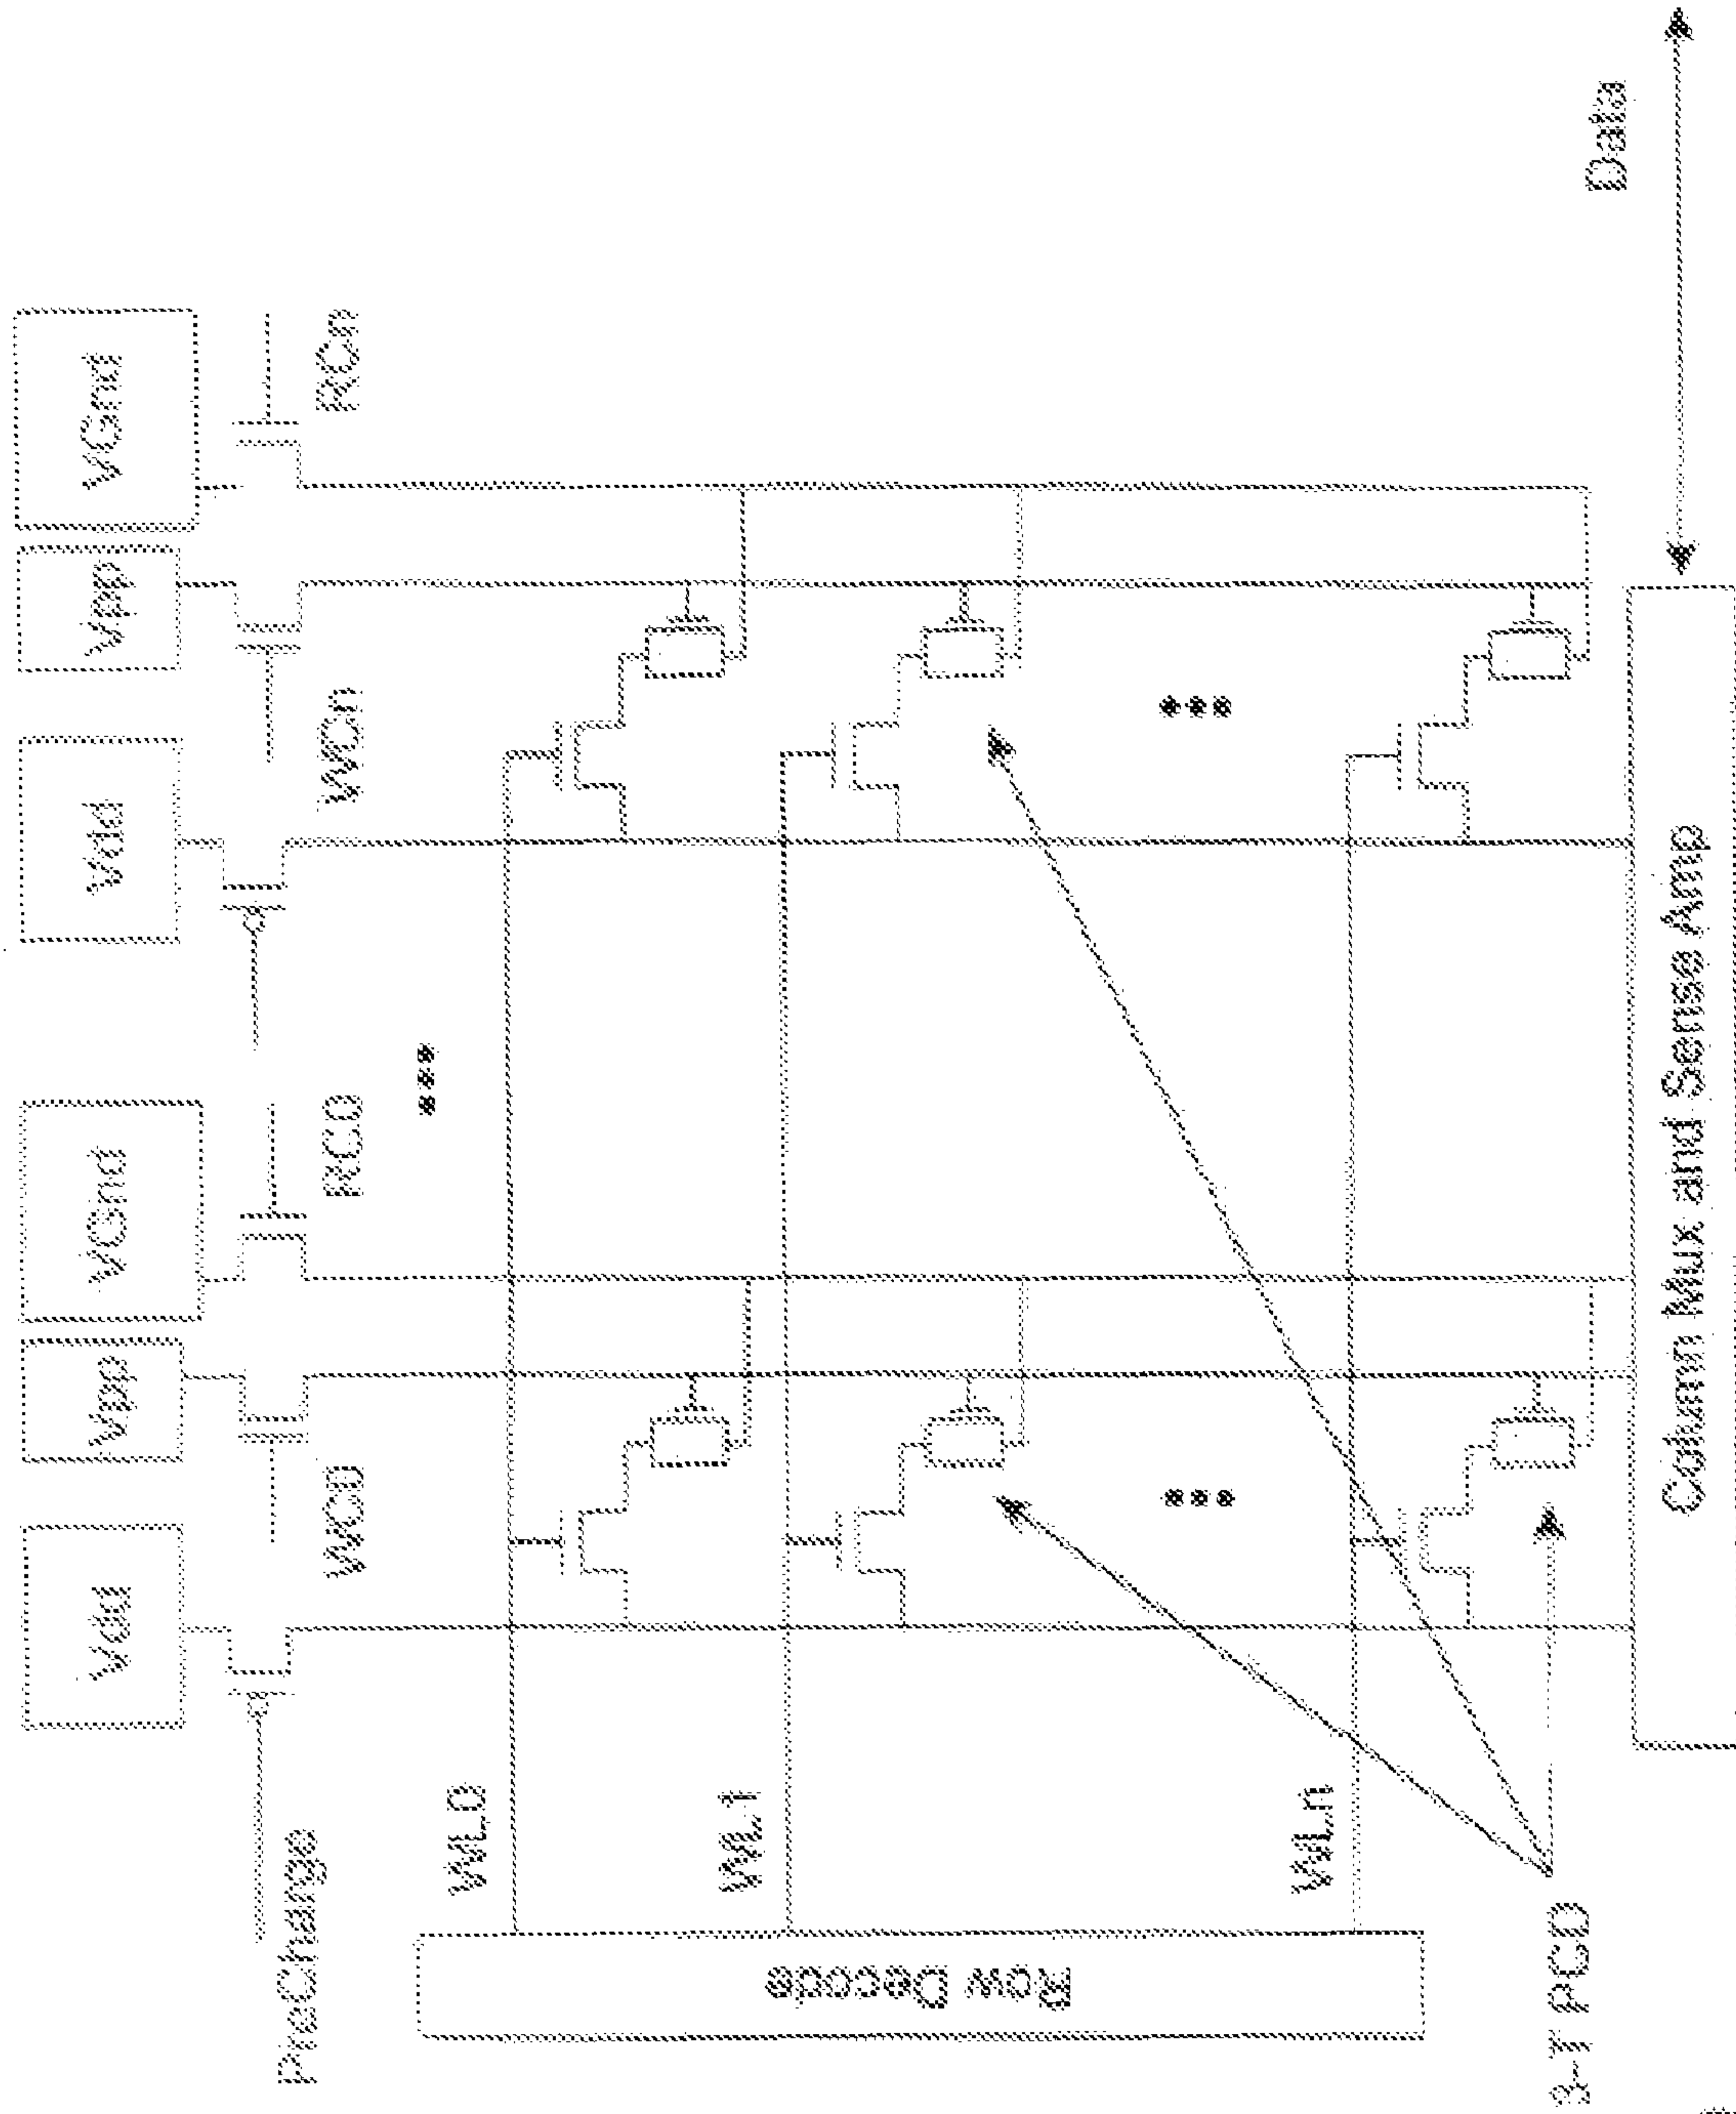 Vdd
Vpp
VGnd
Vdd
Vpp
VGnd
PreCharge
WC0
RC0
WCn
RCn
WL0
WL1
WLn
Row Decode
3-T PCD
Column Mux and Sense Amp
Data